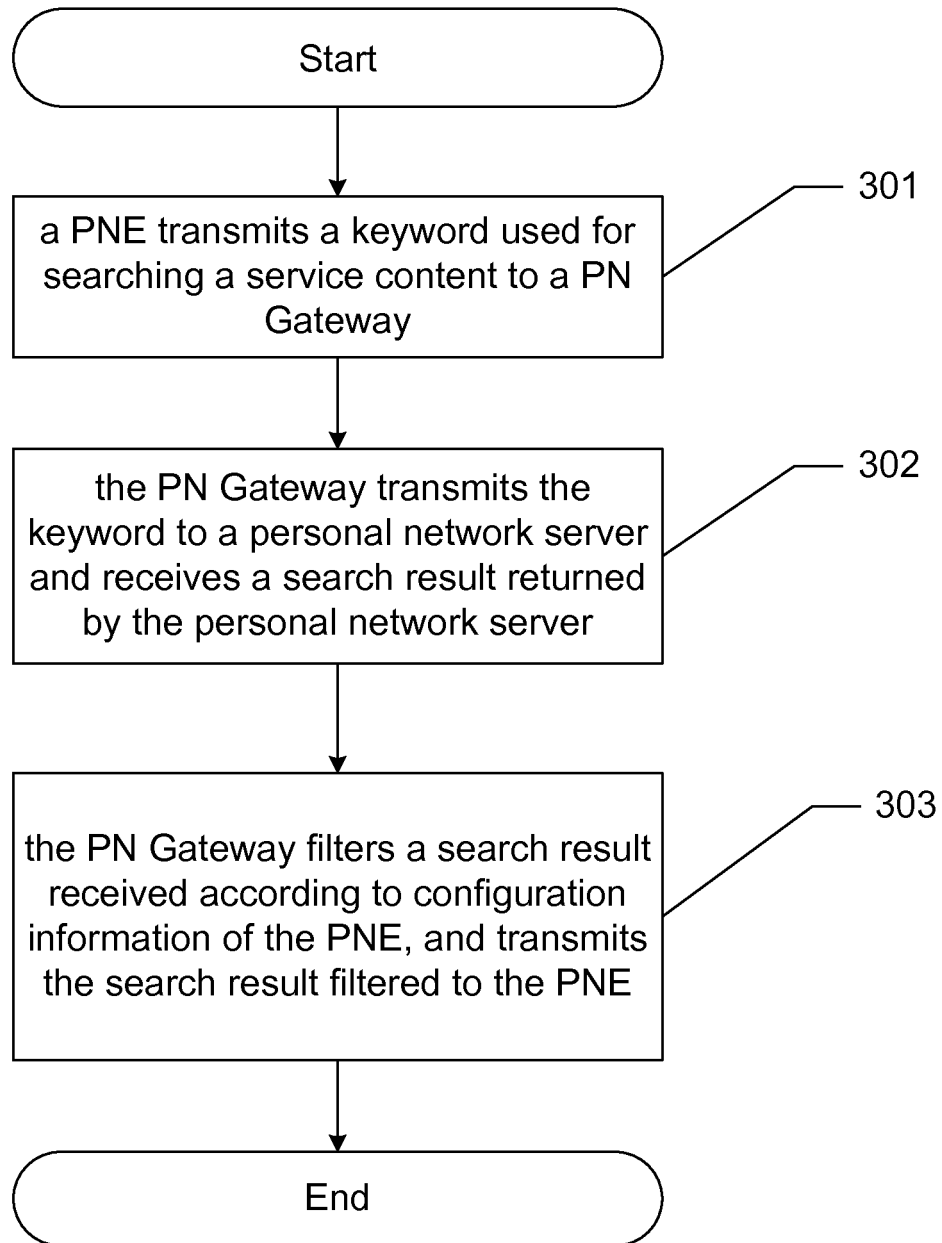 Start
301
a PNE transmits a keyword used for
searching a service content to a PN
Gateway
302
the PN Gateway transmits the
keyword to a personal network server
and receives a search result returned
by the personal network server
303
the PN Gateway filters a search result
received according to configuration
information of the PNE, and transmits
the search result filtered to the PNE
End